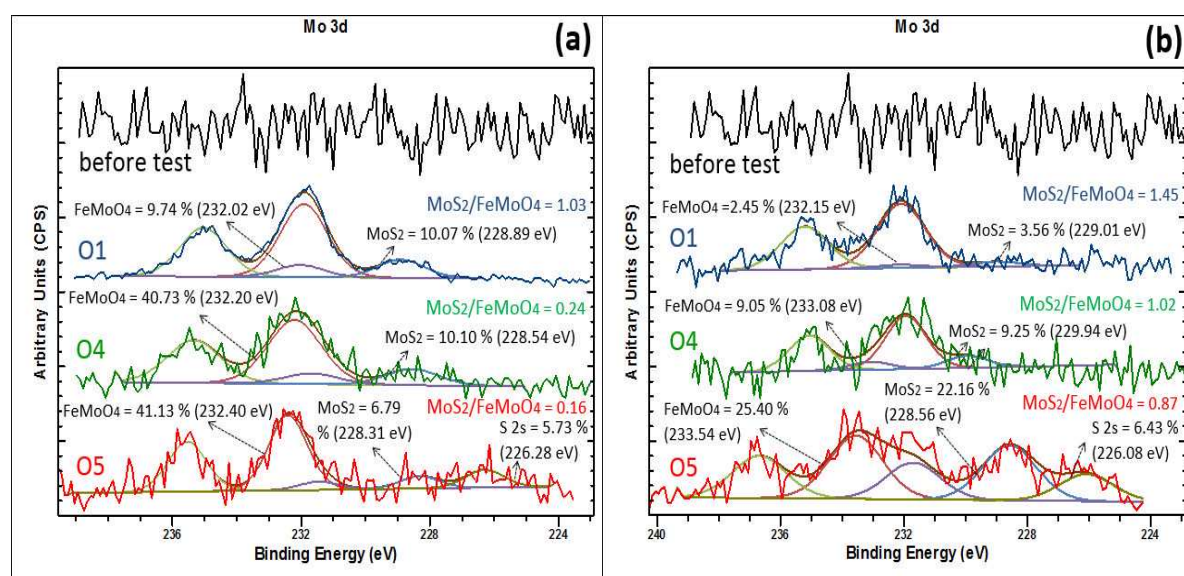 Mo 3d
(a)
before test
FeMoO₄ = 9.74 % (232.02 eV)
MoS₂/FeMoO₄ = 1.03
MoS₂ = 10.07 % (228.89 eV)
O1
FeMoO₄ = 40.73 % (232.20 eV)
MoS₂/FeMoO₄ = 0.24
MoS₂ = 10.10 % (228.54 eV)
O4
FeMoO₄ = 41.13 % (232.40 eV)
MoS₂ = 6.79
% (228.31 eV)
MoS₂/FeMoO₄ = 0.16
S 2s = 5.73 %
(226.28 eV)
O5
Arbitrary Units (CPS)
236
232
228
224
Binding Energy (eV)
Mo 3d
(b)
before test
FeMoO₄ =2.45 % (232.15 eV)
MoS₂/FeMoO₄ = 1.45
MoS₂ = 3.56 % (229.01 eV)
O1
FeMoO₄ = 9.05 % (233.08 eV)
MoS₂/FeMoO₄ = 1.02
MoS₂ = 9.25 % (229.94 eV)
O4
FeMoO₄ = 25.40 %
(233.54 eV)
MoS₂ = 22.16 %
(228.56 eV)
MoS₂/FeMoO₄ = 0.87
S 2s = 6.43 %
(226.08 eV)
O5
Arbitrary Units (CPS)
240
236
232
228
224
Binding Energy (eV)